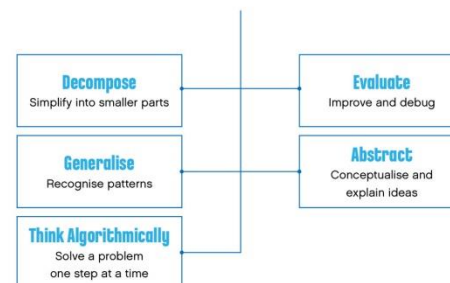 Decompose
Simplify into smaller parts
Evaluate
Improve and debug
Generalise
Recognise patterns
Abstract
Conceptualise and
explain ideas
Think Algorithmically
Solve a problem
one step at a time